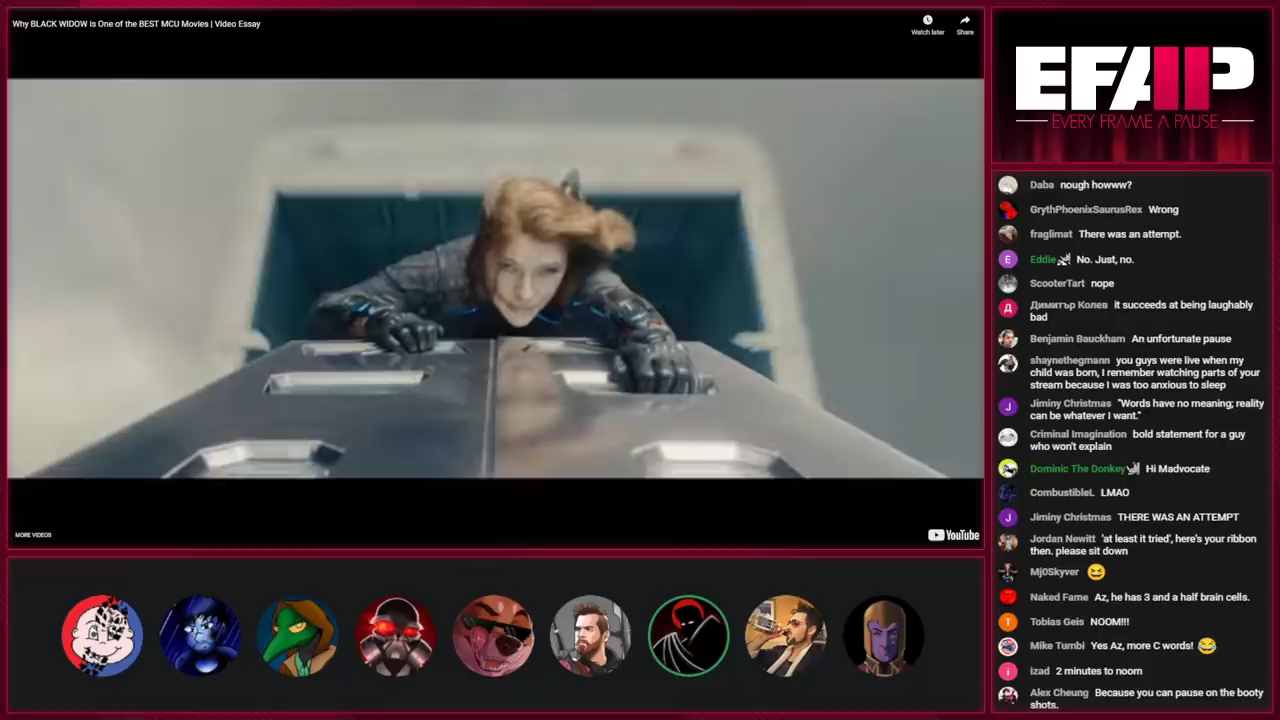 Why BLACK WIDOW is One of the BEST MCU Movies | Video Essay
Watch later
Share
MORE VIDEOS
YouTube
EFAP
EVERY FRAME A PAUSE
Daba nough howww?
GrythPhoenixSaurusRex Wrong
fraglimat There was an attempt.
E
Eddie No. Just, no.
ScooterTart nope
Д
Димитър Колев it succeeds at being laughably
bad
Benjamin Bauckham An unfortunate pause
shaynethegmann you guys were live when my
child was born, I remember watching parts of your
stream because I was too anxious to sleep
J
Jiminy Christmas "Words have no meaning; reality
can be whatever I want."
Criminal Imagination bold statement for a guy
who won't explain
Dominic The Donkey Hi Madvocate
CombustibleL LMAO
J
Jiminy Christmas THERE WAS AN ATTEMPT
Jordan Newitt 'at least it tried', here's your ribbon
then. please sit down
Mj0Skyver 😆
Naked Fame Az, he has 3 and a half brain cells.
T
Tobias Geis NOOM!!!
Mike Tumbi Yes Az, more C words! 😂
i
izad 2 minutes to noom
Alex Cheung Because you can pause on the booty
shots.